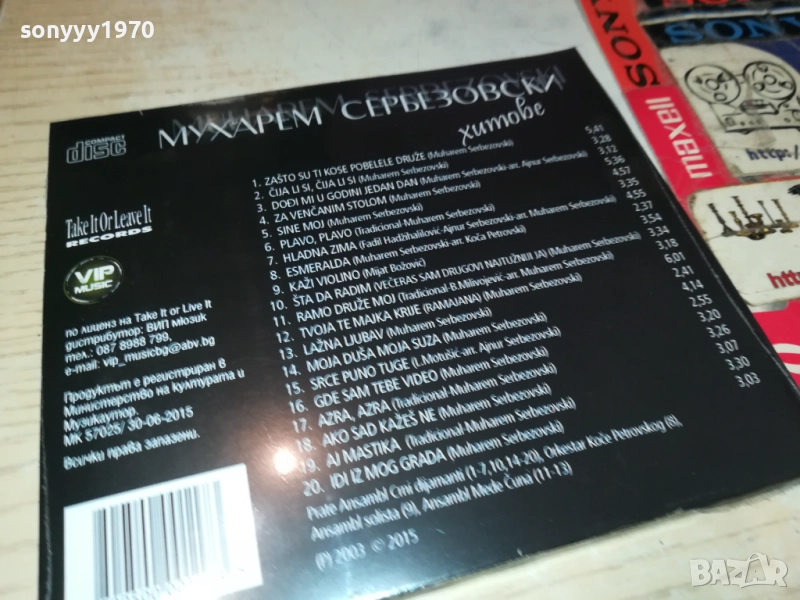 sonyyy1970
COMPACT
disc
МУХАРЕМ СЕРБЕЗОВСКИ
хитове
Take It Or Leave It
RECORDS
VIP
MUSIC
по лиценз на Take It or Live It
дистрибутор: ВИП Мюзик
тел.: 087 8988 799,
e-mail: vip_musicbg@abv.bg
Продуктът е регистриран в
Министерство на културата и
Музикаутор.
МК 57025/ 30-06-2015
Всички права запазени.
1. ZAŠTO SU TI KOSE POBELELE DRUŽE (Muharem Serbezovski) 5,41
2. ČIJA LI SI, ČIJA LI SI (Muharem Serbezovski) 3,28
3. DOĐI MI U GODINI JEDAN DAN (Muharem Serbezovski-arr. Ajnur Serbezovski) 3,12
4. ZA VENČANIM STOLOM (Muharem Serbezovski) 5,36
5. SINE MOJ (Muharem Serbezovski) 4,57
6. PLAVO, PLAVO (Tradicional-Muharem Serbezovski) 3,35
7. HLADNA ZIMA (Fadil Hadžihalilović-Ajnur Serbezovski-arr. Muharem Serbezovski) 4,55
8. ESMERALDA (Muharem Serbezovski-arr. Koča Petrovski) 2,37
9. KAŽI VIOLINO (Mijat Božović) 3,54
10. ŠTA DA RADIM (VEČERAS SAM DRUGOVI NAJTUŽNIJI JA) (Muharem Serbezovski) 3,34
11. RAMO DRUŽE MOJ (Tradicional-B.Milivojević-arr. Muharem Serbezovski) 3,18
12. TVOJA TE MAJKA KRIJE (RAMAJANA) (Muharem Serbezovski) 6,01
13. LAŽNA LJUBAV (Muharem Serbezovski) 2,41
14. MOJA DUŠA MOJA SUZA (Muharem Serbezovski) 4,14
15. SRCE PUNO TUGE (I.Motušić-arr. Ajnur Serbezovski) 2,55
16. GDE SAM TEBE VIDEO (Muharem Serbezovski) 3,20
17. AZRA, AZRA (Tradicional-Muharem Serbezovski) 3,26
18. AKO SAD KAŽEŠ NE (Muharem Serbezovski) 3,07
19. AJ MASTIKA (Tradicional-Muharem Serbezovski) 3,30
20. IDI IZ MOG GRADA (Muharem Serbezovski) 3,03
Prate Ansambl Crni dijamanti (1-7,10,14-20), Orkestar Koče Petrovskog (8),
Ansambl solista (9), Ansambl Mede Čuna (11-13)
(P) 2003 © 2015
SONY
SONY
maxell
http:/
htt
BAZAR